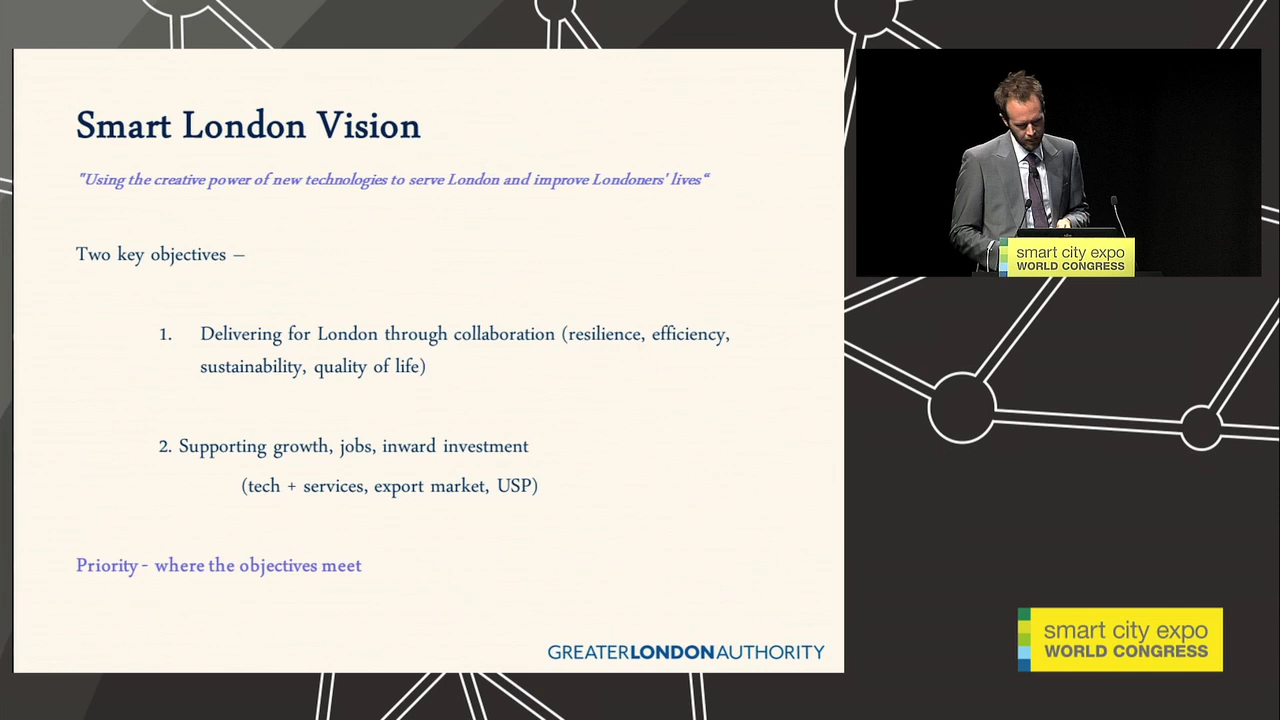 Smart London Vision
"Using the creative power of new technologies to serve London and improve Londoners' lives“
Two key objectives –
1. Delivering for London through collaboration (resilience, efficiency,
sustainability, quality of life)
2. Supporting growth, jobs, inward investment
(tech + services, export market, USP)
Priority - where the objectives meet
GREATERLONDONAUTHORITY
smart city expo
WORLD CONGRESS
smart city expo
WORLD CONGRESS